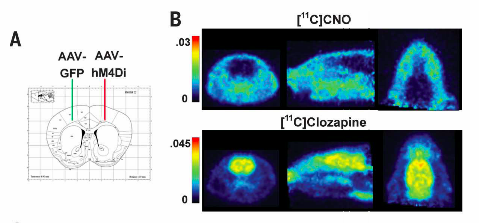 A
AAV- AAV-
GFP hM4Di
B
[¹¹C]CNO
.03
0
[¹¹C]Clozapine
.045
0